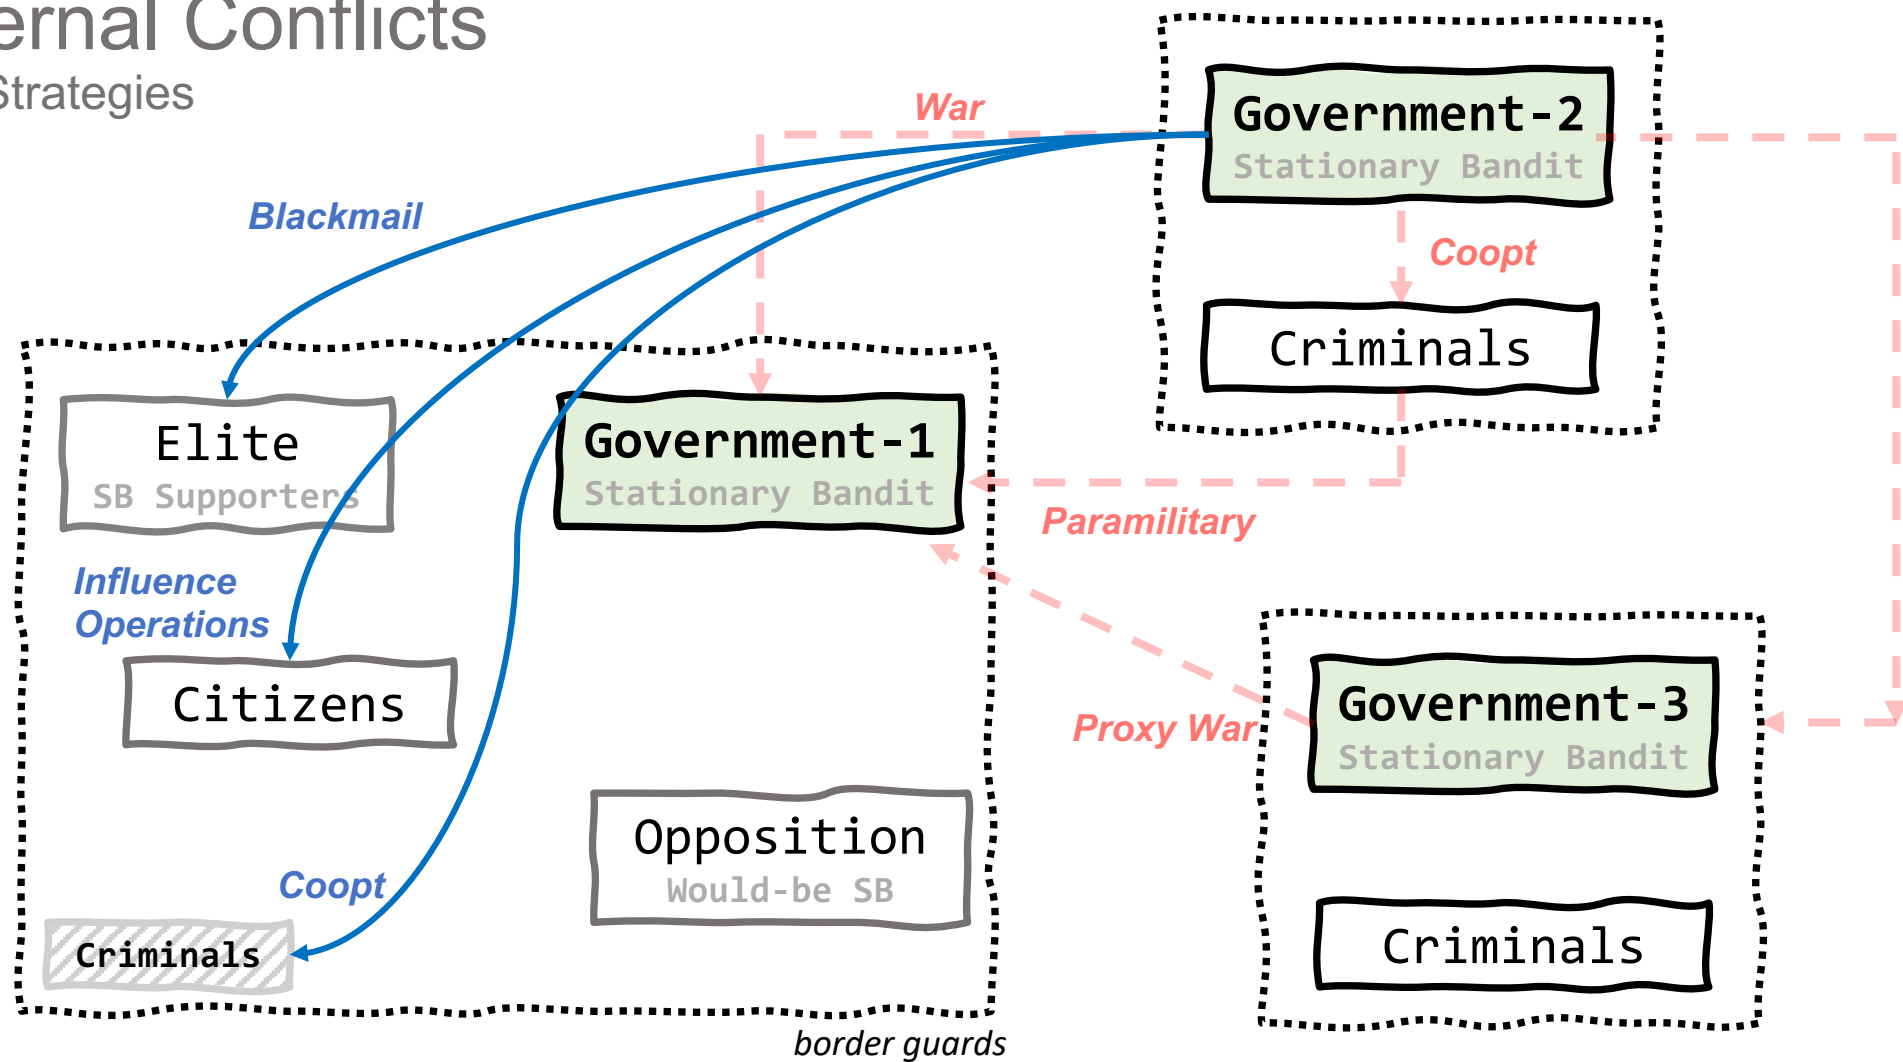 ernal Conflicts
Strategies
War
Government-2
Stationary Bandit
Blackmail
Coopt
Criminals
Elite
SB Supporters
Government-1
Stationary Bandit
Paramilitary
Influence
Operations
Citizens
Proxy War
Government-3
Stationary Bandit
Opposition
Would-be SB
Coopt
Criminals
Criminals
border guards